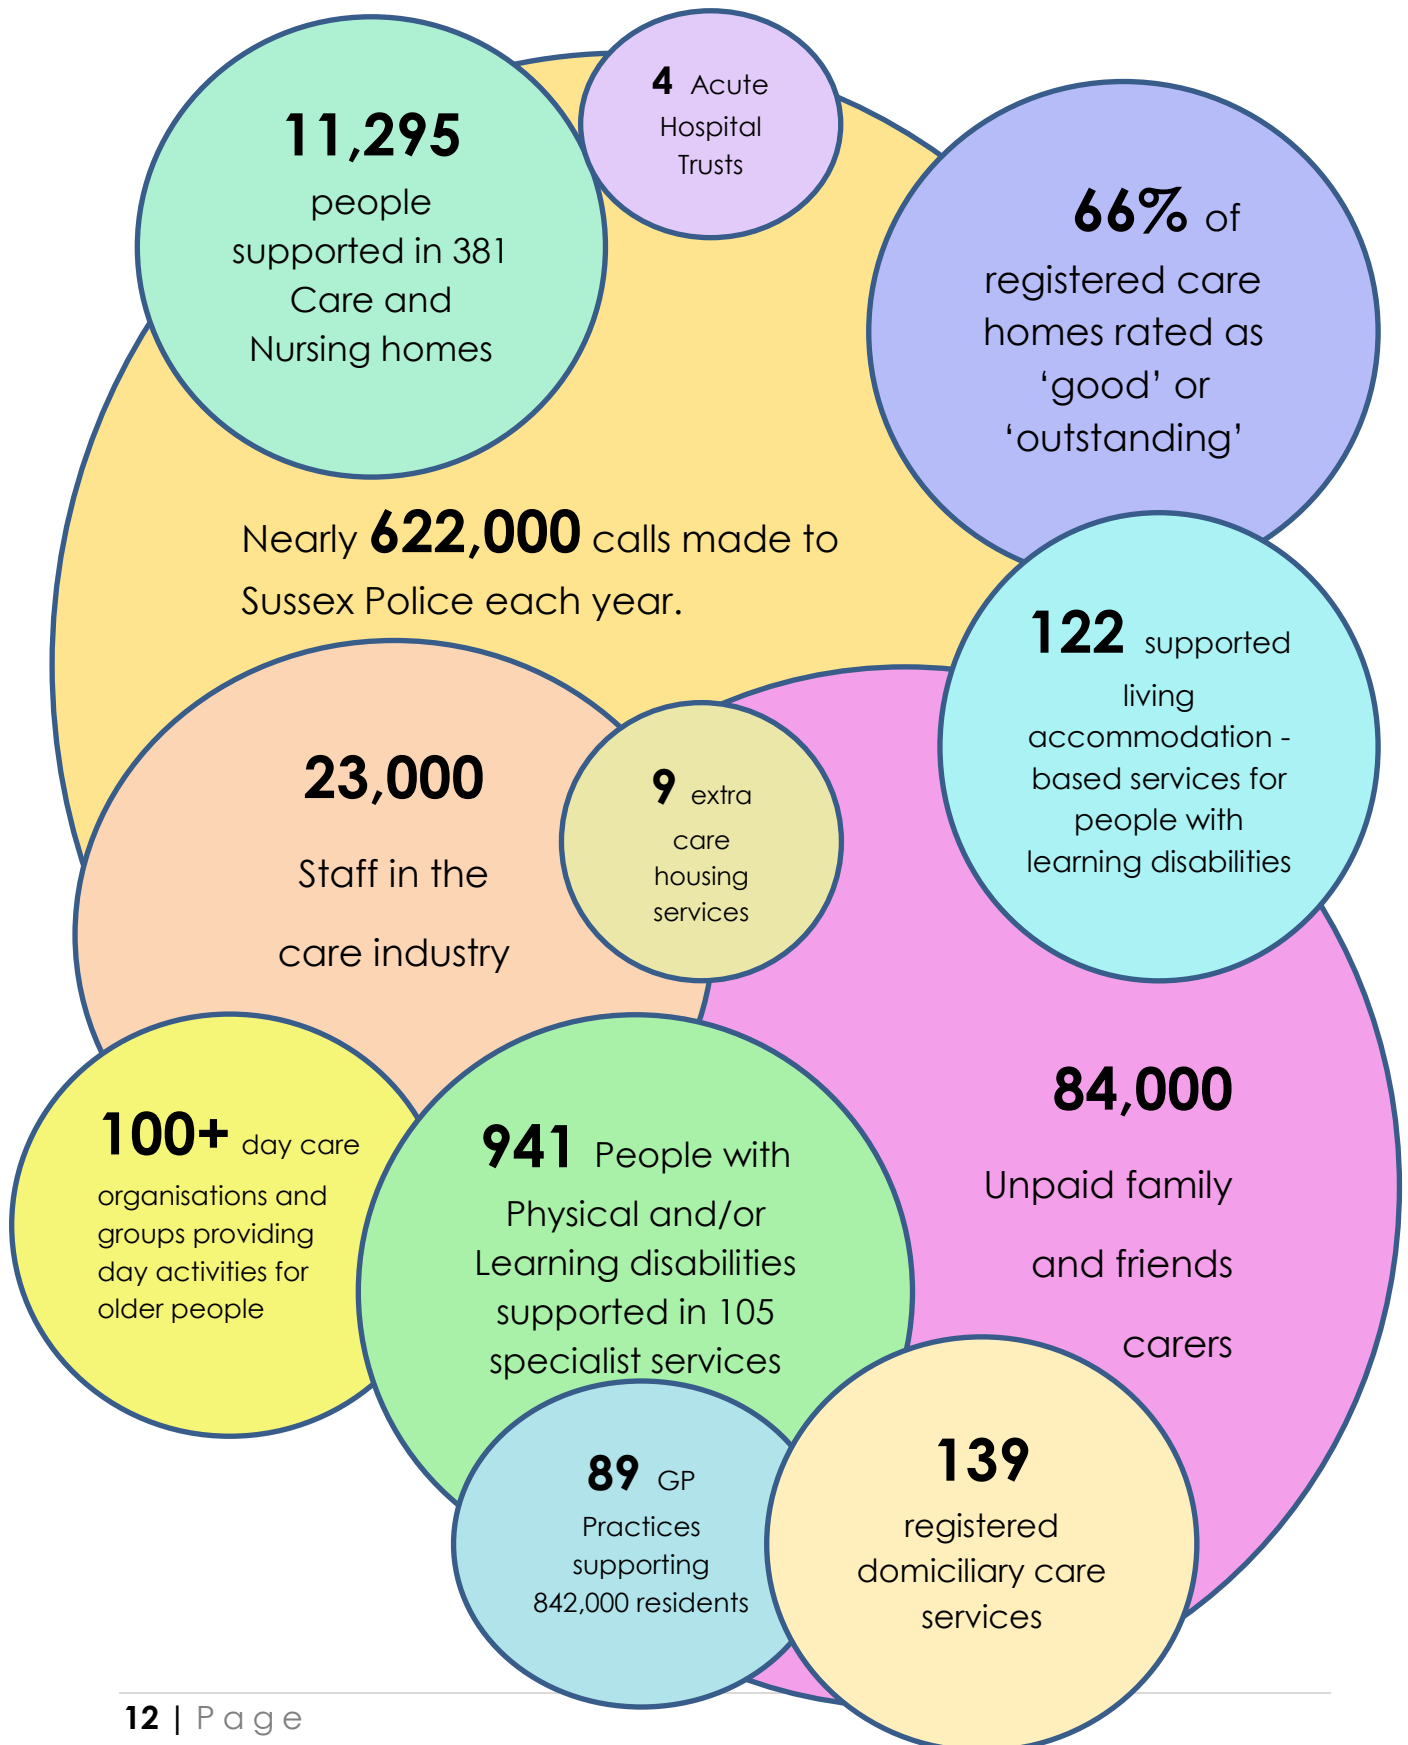 4 Acute
Hospital
Trusts
11,295
people
supported in 381
Care and
Nursing homes
66% of
registered care
homes rated as
‘good’ or
‘outstanding’
Nearly 622,000 calls made to
Sussex Police each year.
122 supported
living
accommodation -
based services for
people with
learning disabilities
23,000
Staff in the
care industry
9 extra
care
housing
services
84,000
Unpaid family
and friends
carers
100+ day care
organisations and
groups providing
day activities for
older people
941 People with
Physical and/or
Learning disabilities
supported in 105
specialist services
89 GP
Practices
supporting
842,000 residents
139
registered
domiciliary care
services
12 | Page